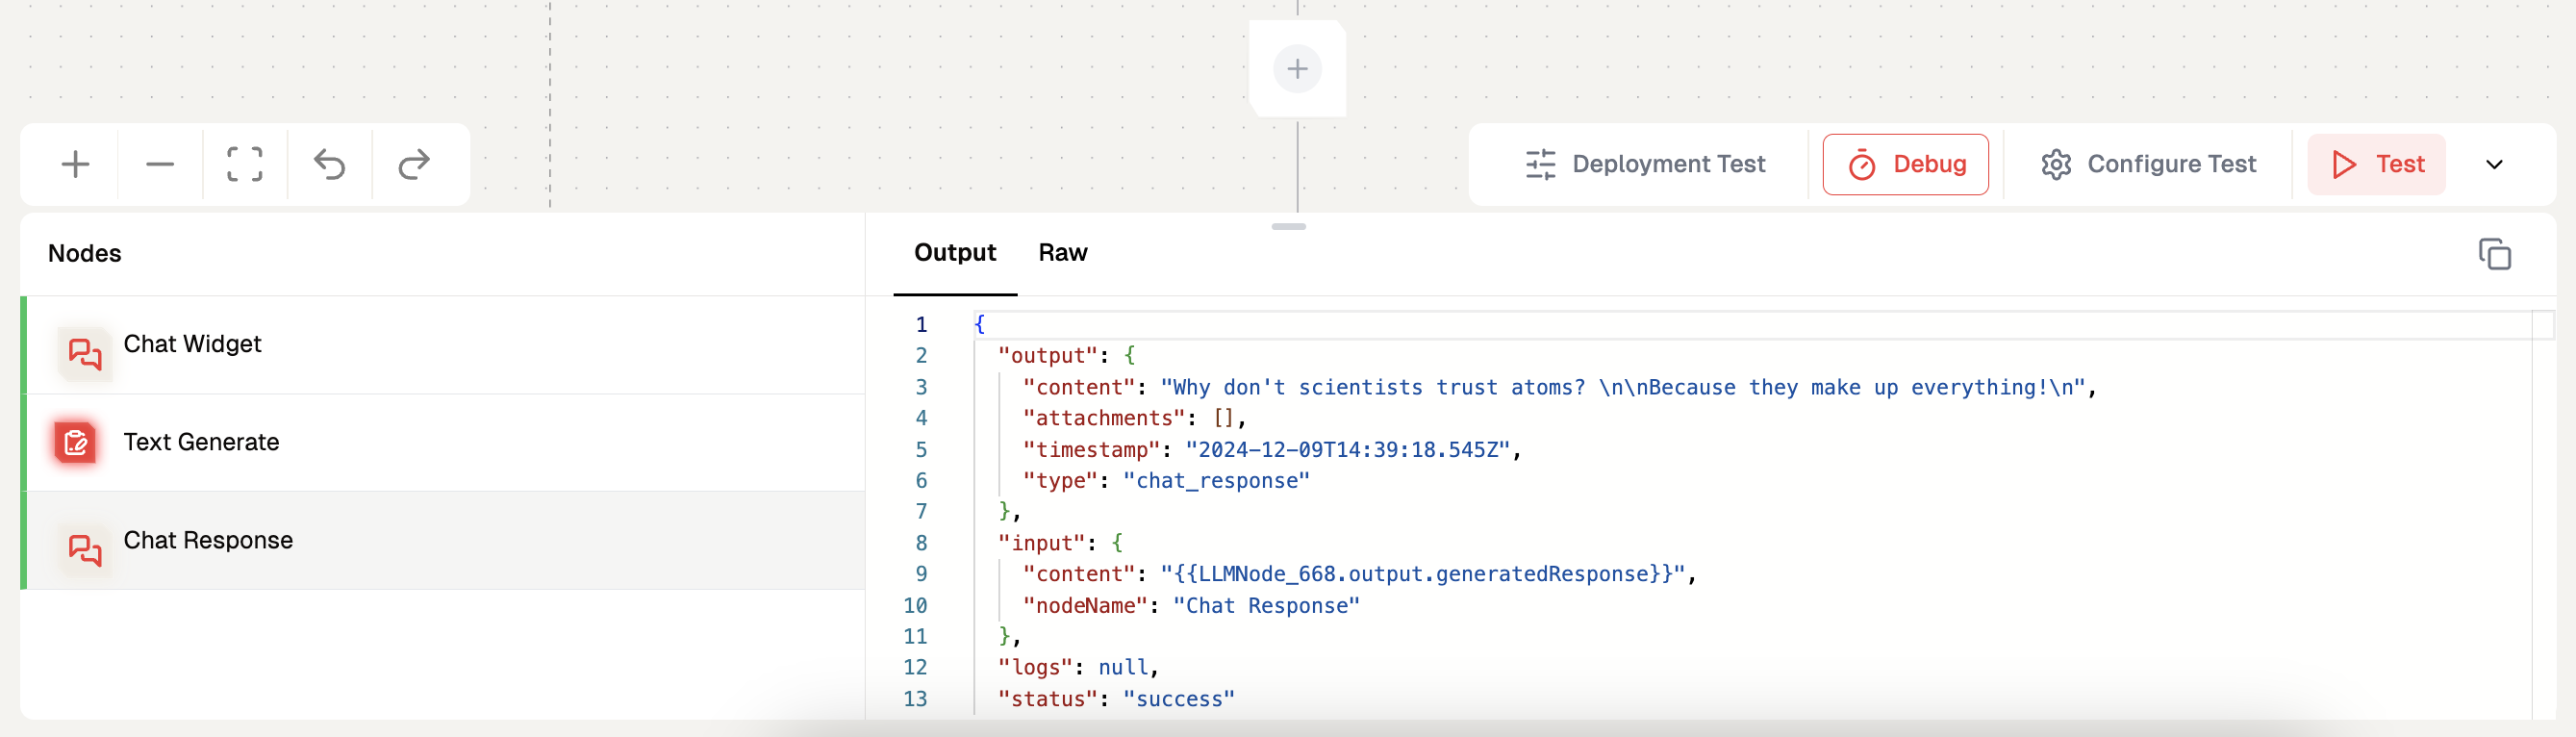 Deployment Test
Debug
Configure Test
Test
Nodes
Chat Widget
Text Generate
Chat Response
Output Raw
1 {
2 "output": {
3 "content": "Why don't scientists trust atoms? \n\nBecause they make up everything!\n",
4 "attachments": [],
5 "timestamp": "2024-12-09T14:39:18.545Z",
6 "type": "chat_response"
7 },
8 "input": {
9 "content": "{{LLMNode_668.output.generatedResponse}}",
10 "nodeName": "Chat Response"
11 },
12 "logs": null,
13 "status": "success"